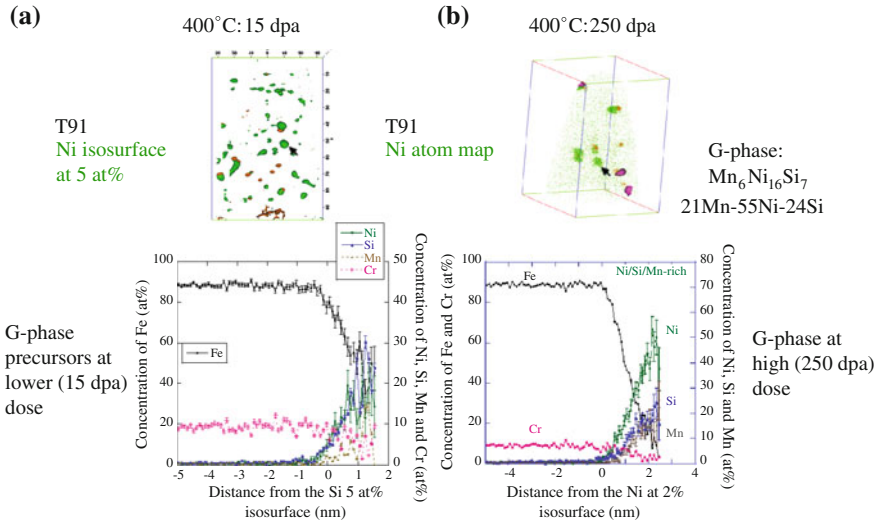 (a)
400°C:15 dpa
T91
Ni isosurface
at 5 at%
G-phase
precursors at
lower (15 dpa)
dose
Concentration of Fe (at%)
100
80
60
40
20
0
Ni
Si
Mn
Cr
Fe
50
40
30
20
10
0
Concentration of Ni, Si, Mn and Cr (at%)
-5 -4 -3 -2 -1 0 1 2
Distance from the Si 5 at%
isosurface (nm)
(b)
400°C:250 dpa
T91
Ni atom map
G-phase:
Mn₆Ni₁₆Si₇
21Mn-55Ni-24Si
Concentration of Fe and Cr (at%)
100
80
60
40
20
0
Fe
Ni/Si/Mn-rich
Ni
Si
Mn
Cr
80
70
60
50
40
30
20
10
0
Concentration of Ni, Si and Mn (at%)
-4 -2 0 2 4
Distance from the Ni at 2%
isosurface (nm)
G-phase at
high (250 dpa)
dose